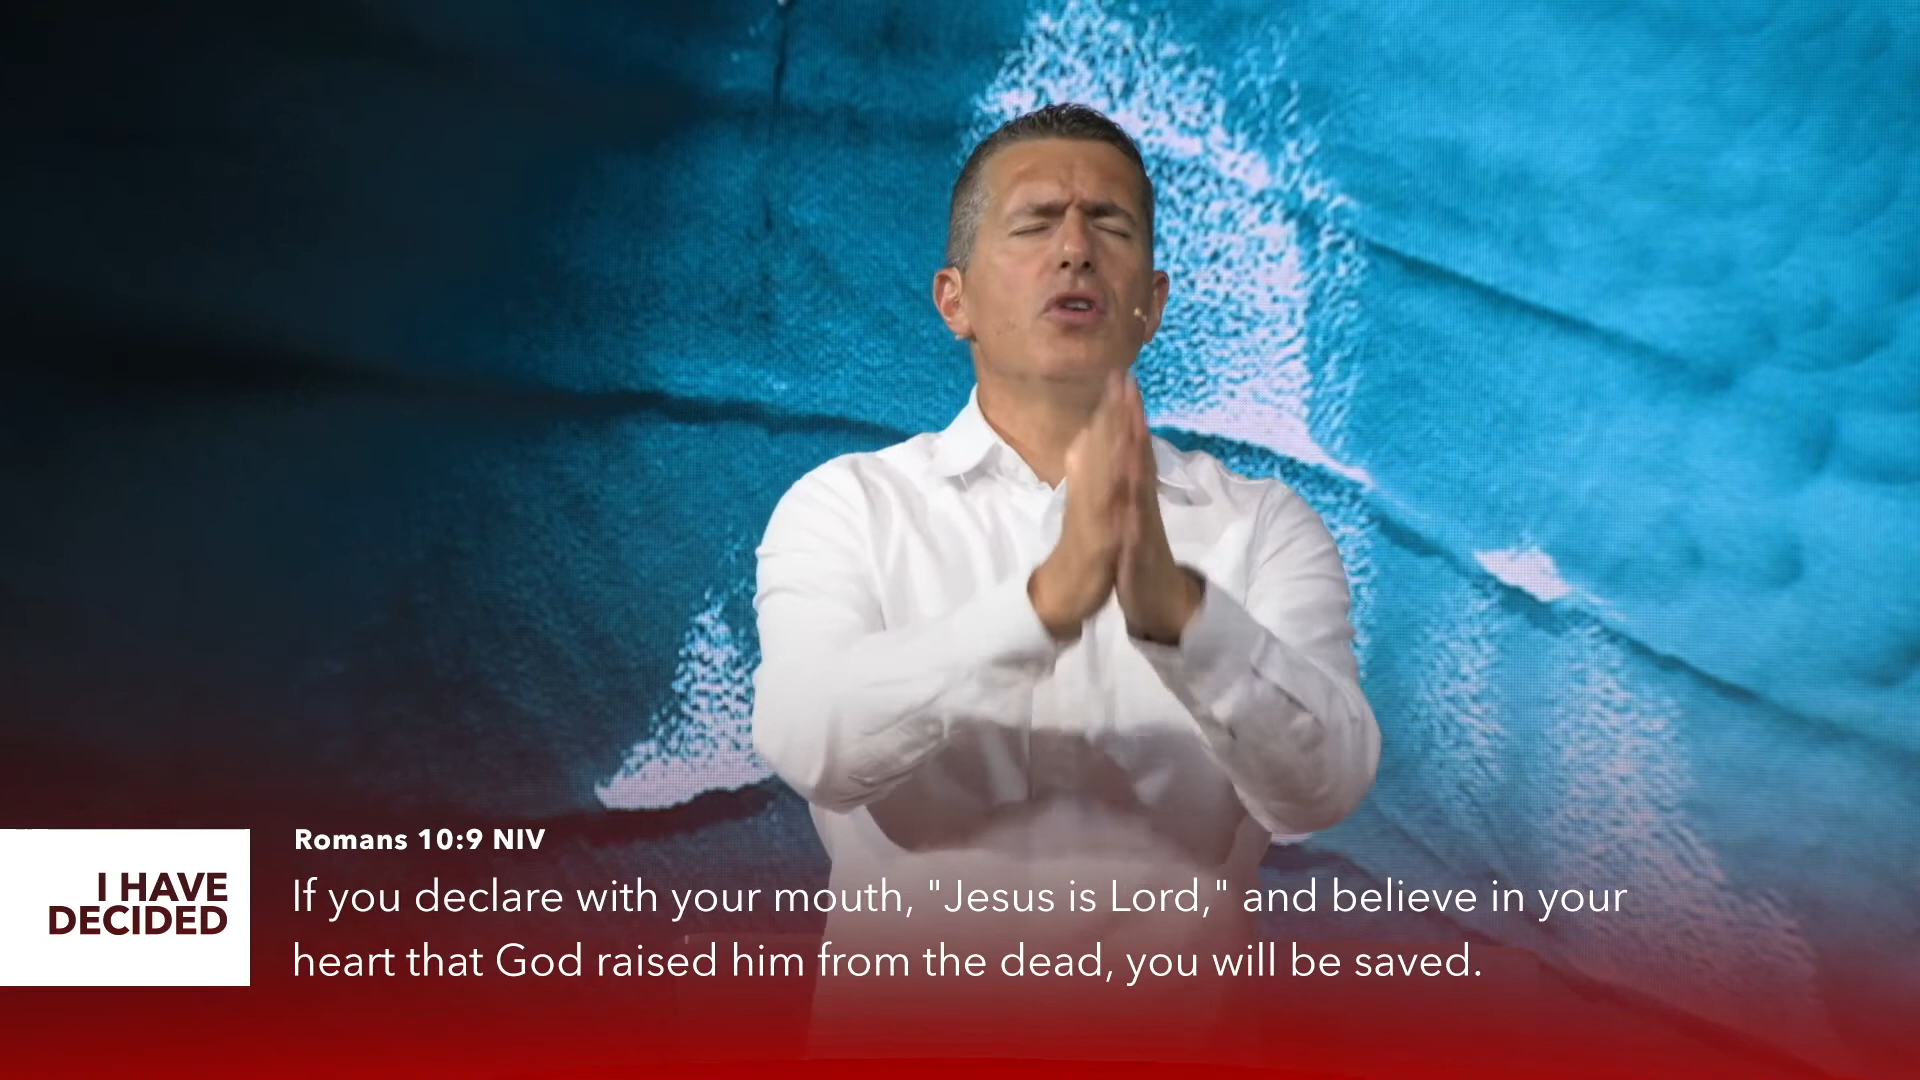 I HAVE
DECIDED
Romans 10:9 NIV
If you declare with your mouth, "Jesus is Lord," and believe in your
heart that God raised him from the dead, you will be saved.